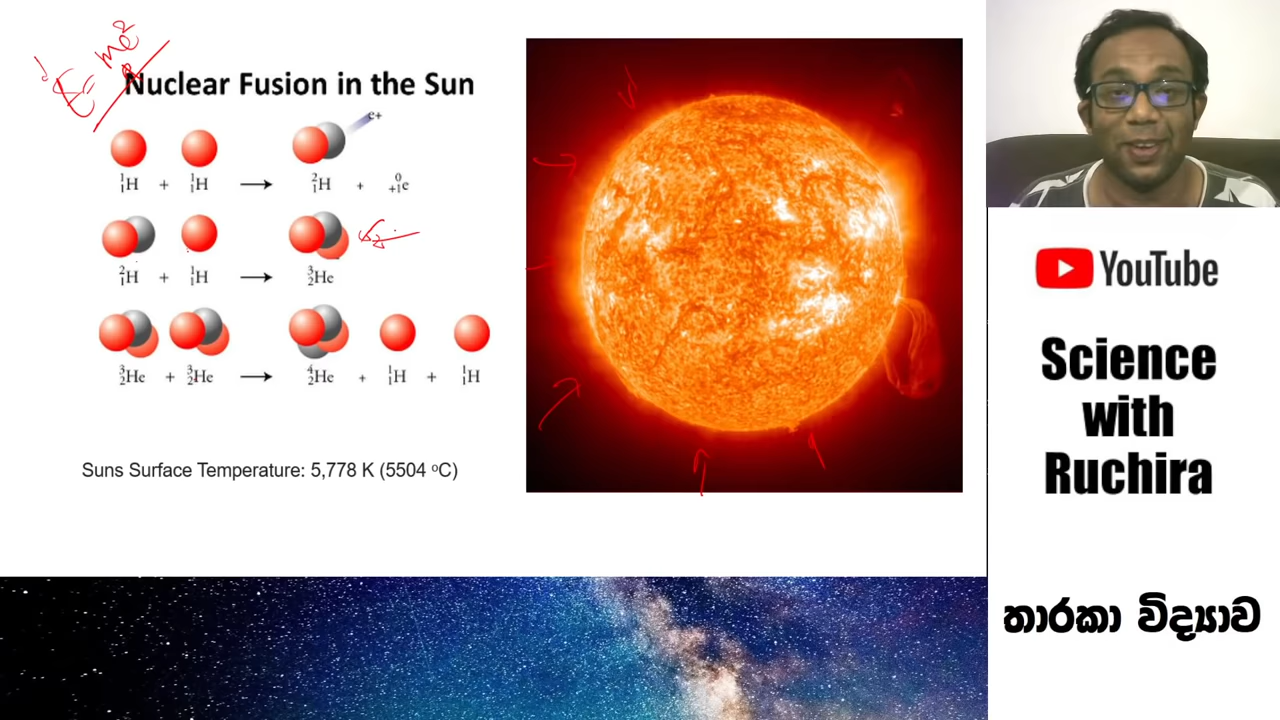 E=mc²
Nuclear Fusion in the Sun
e+
¹₁H + ¹₁H → ²₁H + ⁰₊₁e
²₁H + ¹₁H → ³₂He
³₂He + ³₂He → ⁴₂He + ¹₁H + ¹₁H
Suns Surface Temperature: 5,778 K (5504 ⁰C)
YouTube
Science
with
Ruchira
තාරකා විද්‍යාව